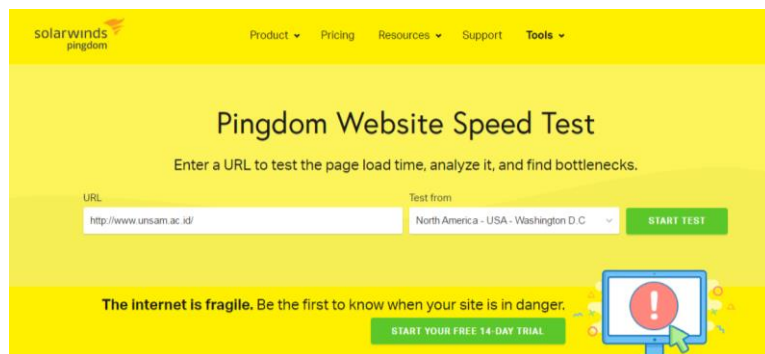 solarwinds
pingdom
Product Pricing Resources Support Tools
Pingdom Website Speed Test
Enter a URL to test the page load time, analyze it, and find bottlenecks.
URL Test from
http://www.unsam.ac.id/ North America - USA - Washington D.C START TEST
The internet is fragile. Be the first to know when your site is in danger.
START YOUR FREE 14-DAY TRIAL
!